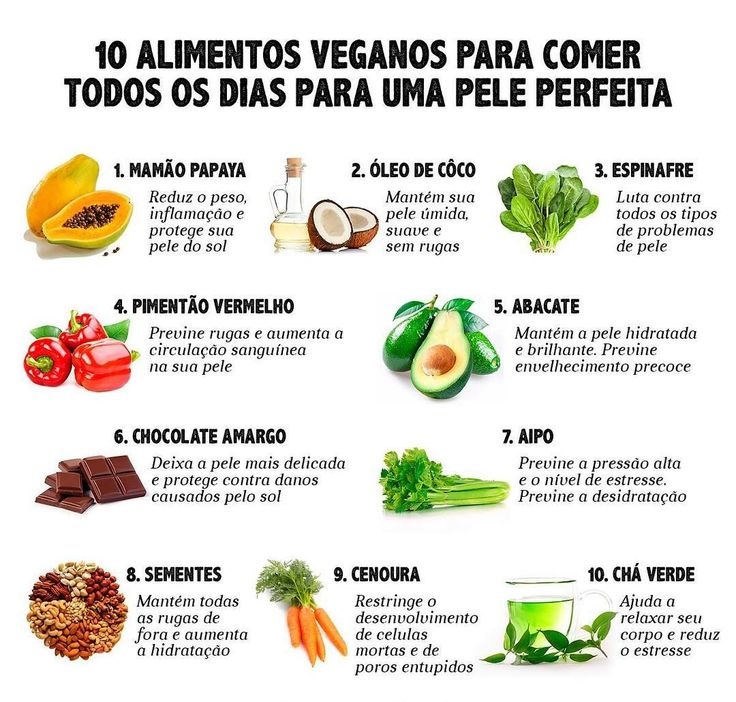 10 ALIMENTOS VEGANOS PARA COMER
TODOS OS DIAS PARA UMA PELE PERFEITA
1. MAMÃO PAPAYA
Reduz o peso,
inflamação e
protege sua
pele do sol
2. ÓLEO DE CÔCO
Mantém sua
pele úmida,
suave e
sem rugas
3. ESPINAFRE
Luta contra
todos os tipos
de problemas
de pele
4. PIMENTÃO VERMELHO
Previne rugas e aumenta a
circulação sanguínea
na sua pele
5. ABACATE
Mantém a pele hidratada
e brilhante. Previne
envelhecimento precoce
6. CHOCOLATE AMARGO
Deixa a pele mais delicada
e protege contra danos
causados pelo sol
7. AIPO
Previne a pressão alta
e o nível de estresse.
Previne a desidratação
8. SEMENTES
Mantém todas
as rugas de
fora e aumenta
a hidratação
9. CENOURA
Restringe o
desenvolvimento
de celulas
mortas e de
poros entupidos
10. CHÁ VERDE
Ajuda a
relaxar seu
corpo e reduz
o estresse